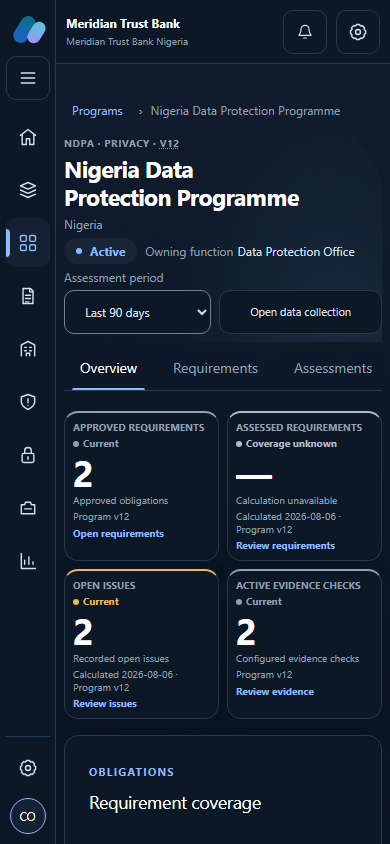 Meridian Trust Bank
Meridian Trust Bank Nigeria
Programs › Nigeria Data Protection Programme
NDPA · PRIVACY · V12
Nigeria Data
Protection Programme
Nigeria
Active Owning function Data Protection Office
Assessment period
Last 90 days
Open data collection
Overview Requirements Assessments
APPROVED REQUIREMENTS
Current
2
Approved obligations
Program v12
Open requirements
ASSESSED REQUIREMENTS
Coverage unknown
—
Calculation unavailable
Calculated 2026-08-06 ·
Program v12
Review requirements
OPEN ISSUES
Current
2
Recorded open issues
Calculated 2026-08-06 ·
Program v12
Review issues
ACTIVE EVIDENCE CHECKS
Current
2
Configured evidence checks
Program v12
Review evidence
OBLIGATIONS
Requirement coverage
CO